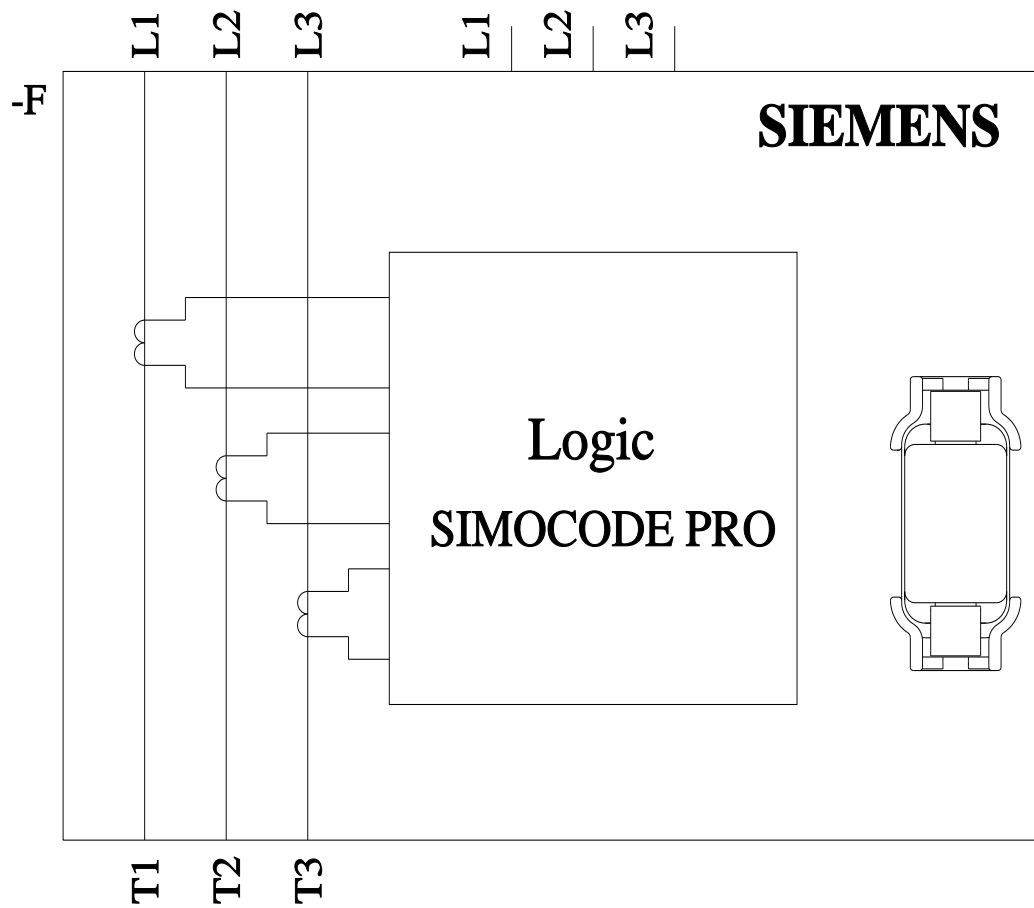 L1 L2 L3 L1 L2 L3
-F
SIEMENS
Logic
SIMOCODE PRO
T1 T2 T3